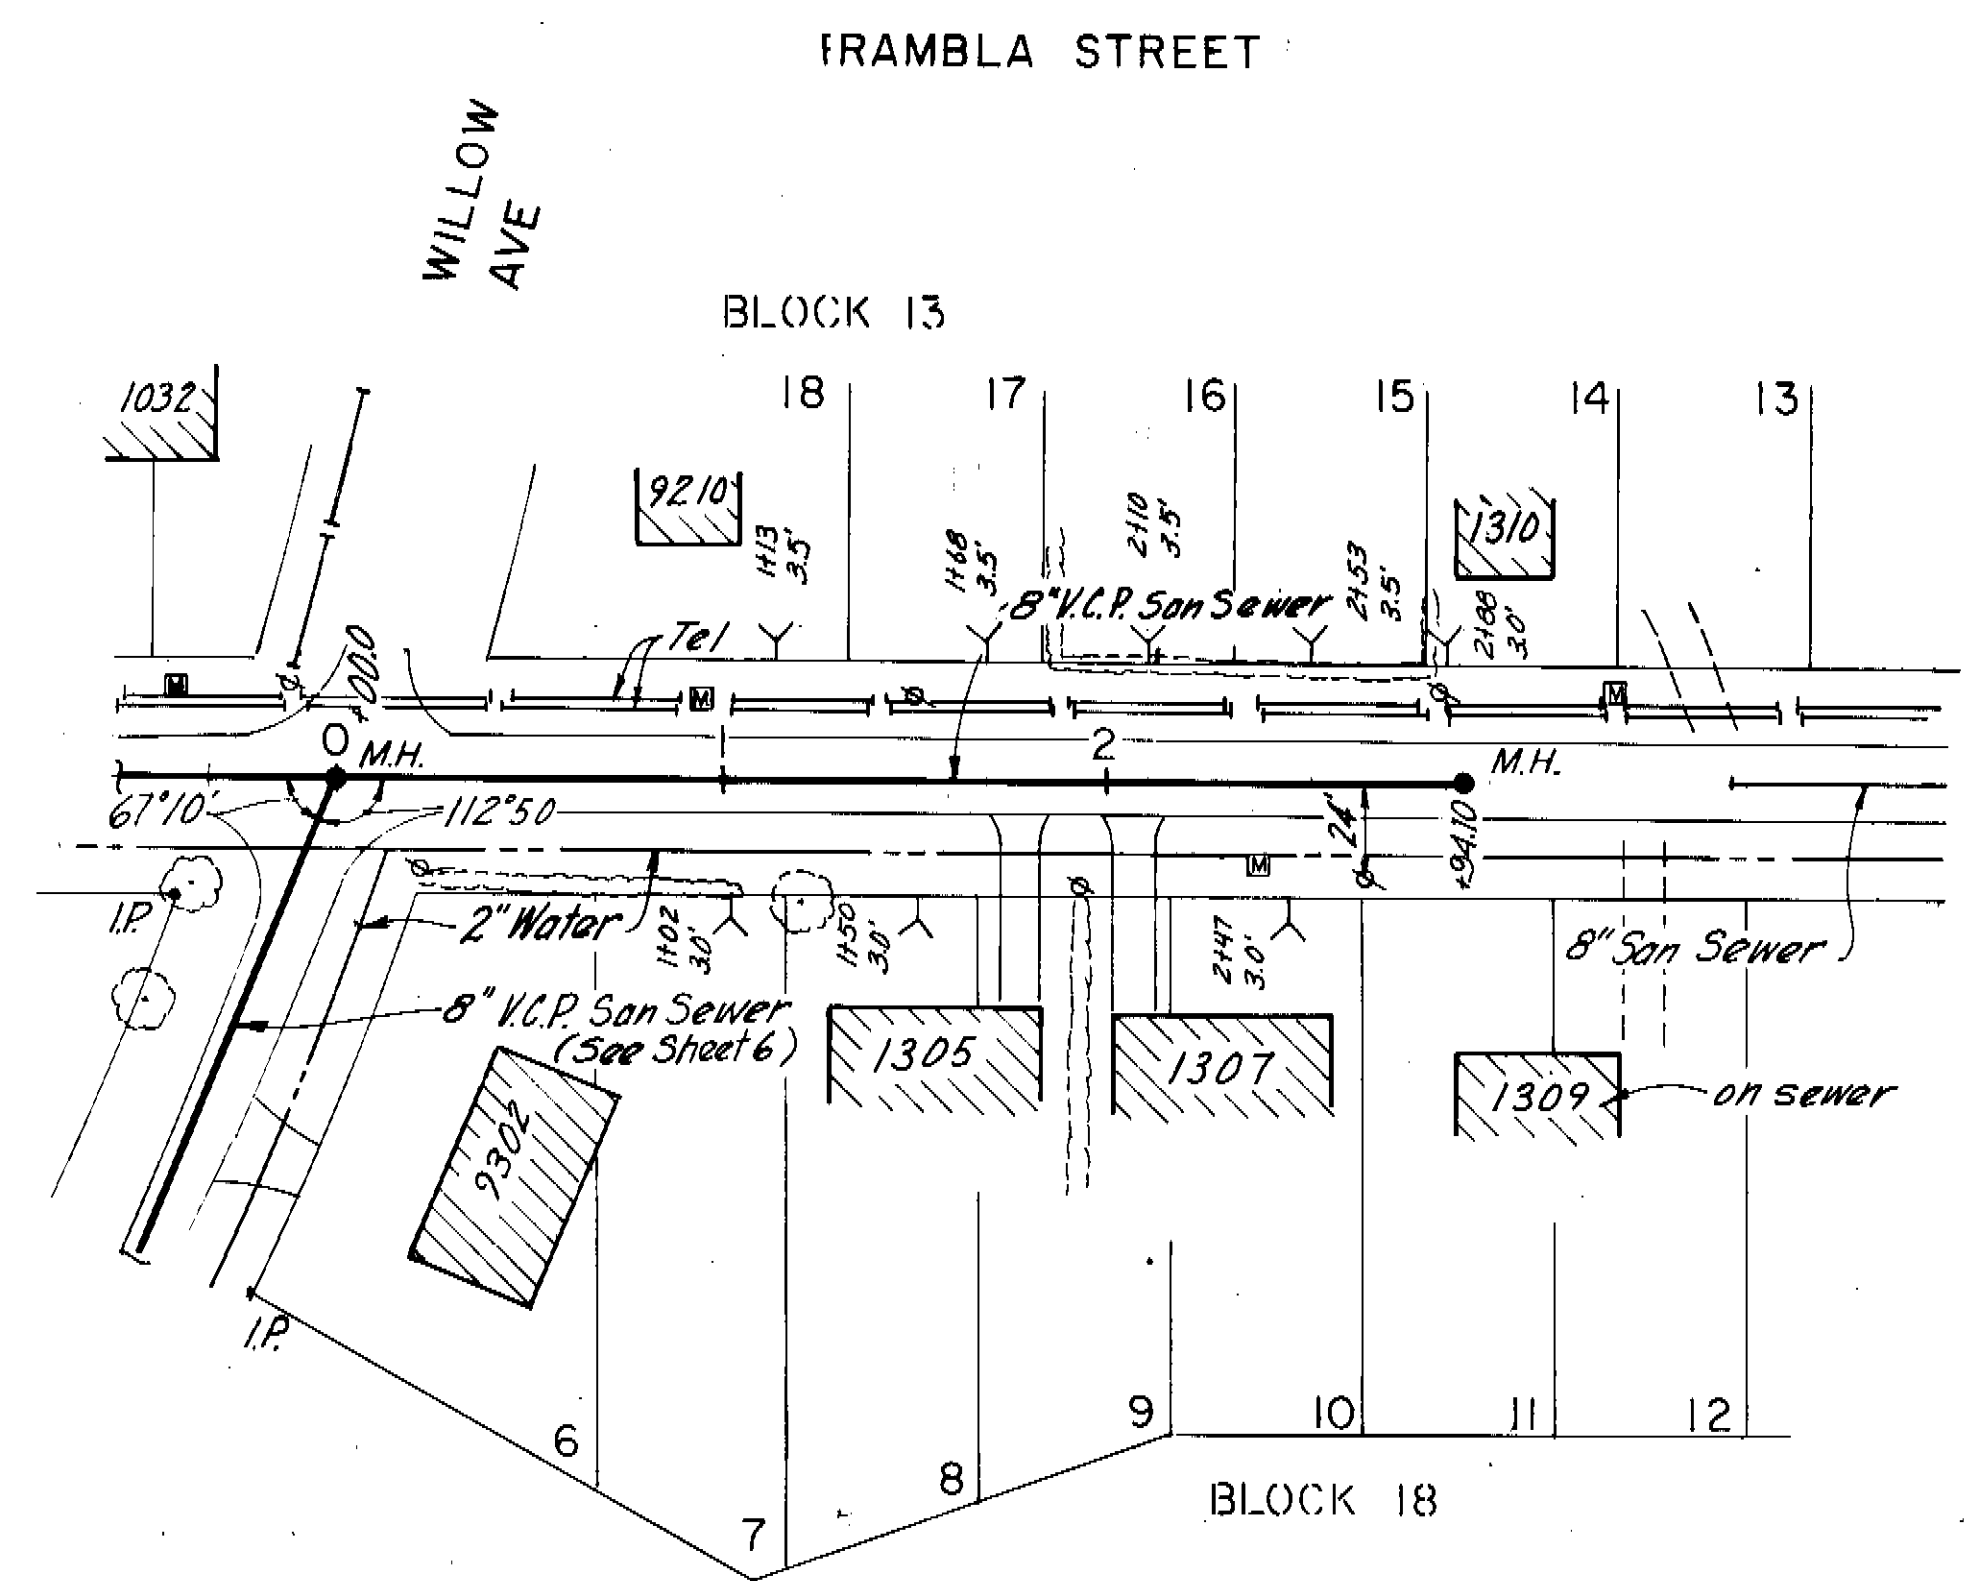 RAMBLA STREET
WILLOW
AVE
BLOCK 13
1032
18
17
16
15
14
13
9210
1310
1+13
3.5'
1+68
3.5'
2+10
3.5'
2+53
3.5'
2+88
3.0'
8" V.C.P. San Sewer
Tel
+00.0
M
M
M
0
M.H.
2
M.H.
67°10'
112°50
24'
+94.10
M
I.P.
2" Water
1+02
3.0'
1+50
3.0'
2+47
3.0'
8" San Sewer
8" V.C.P. San Sewer
(See Sheet 6)
1305
1307
1309
on sewer
9302
I.P.
6
7
8
9
10
11
12
BLOCK 18